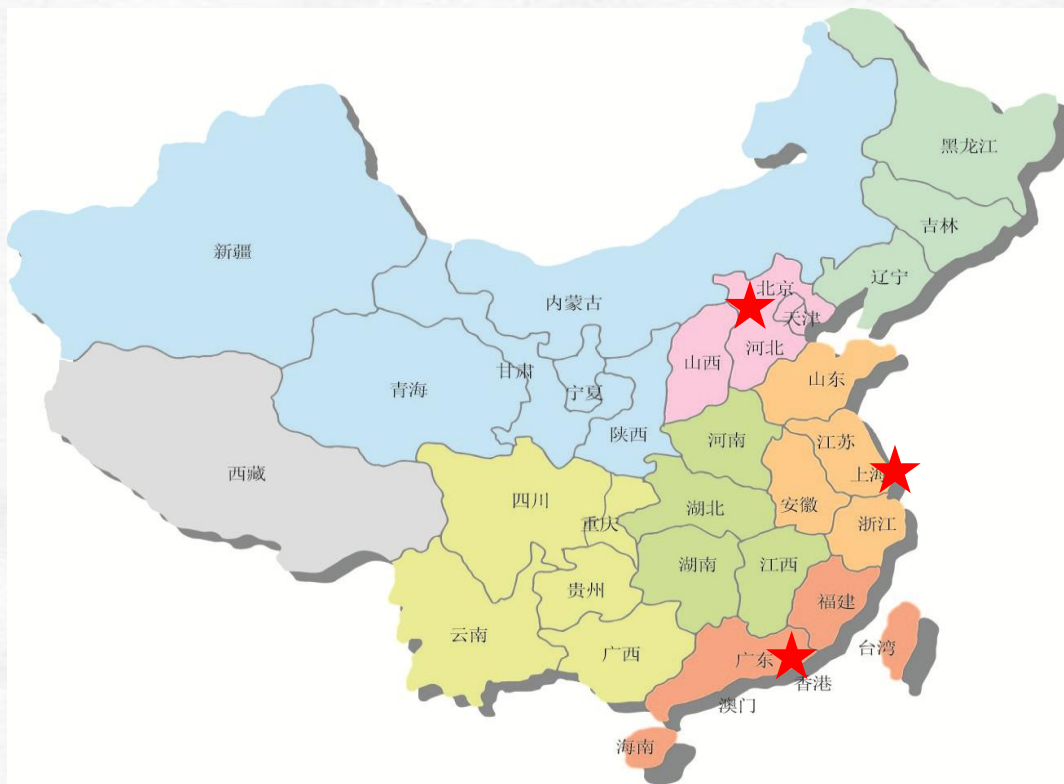 黑龙江
吉林
新疆
辽宁
北京
内蒙古
天津
河北
山西
甘肃
山东
青海
宁夏
陕西
河南
江苏
西藏
上海
四川
安徽
湖北
重庆
浙江
湖南
江西
贵州
福建
云南
广西
广东
台湾
香港
澳门
海南